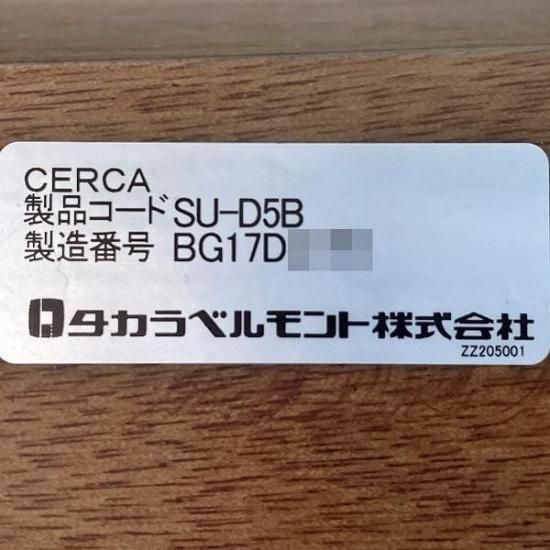 CERCA
製品コード SU-D5B
製造番号 BG17D
タカラベルモント株式会社
ZZ205001